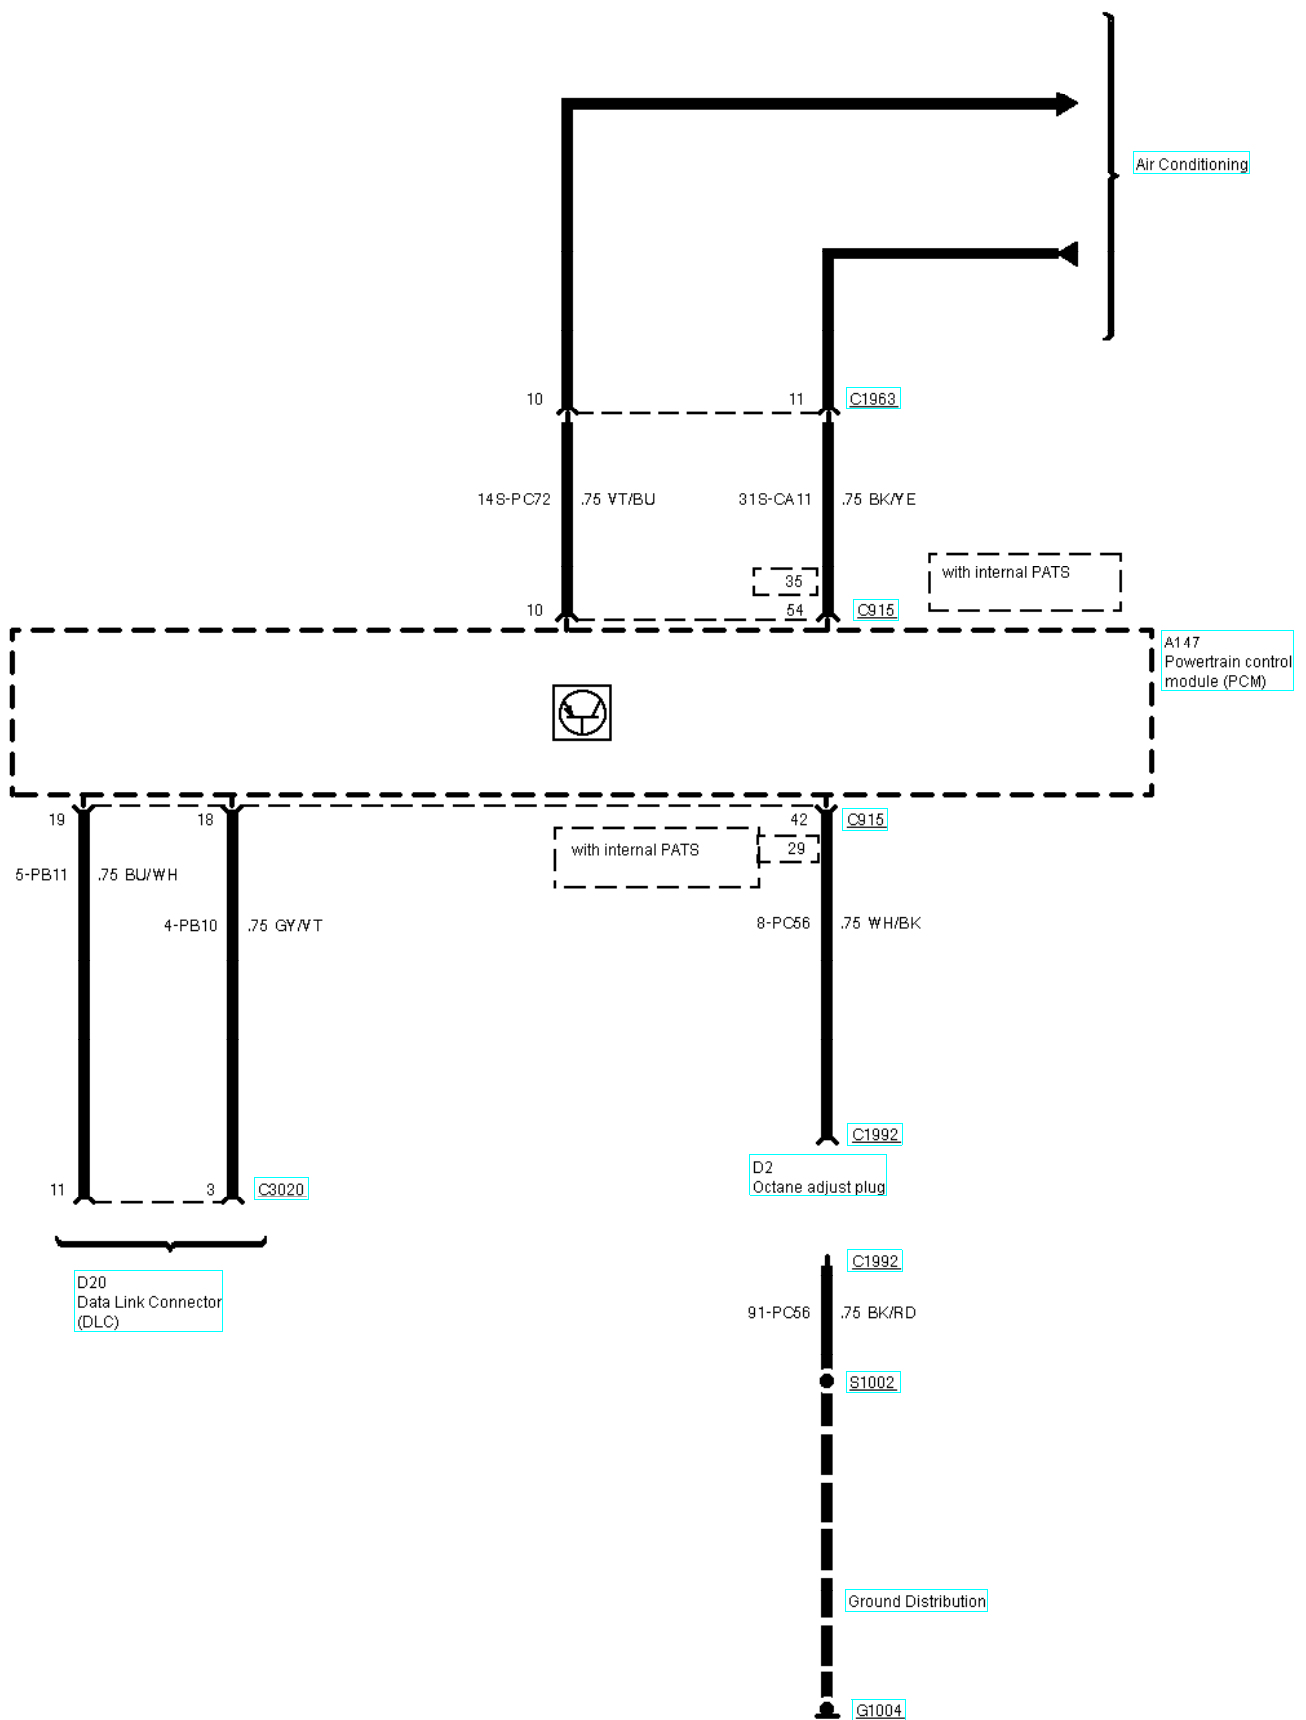 Air Conditioning
10
11
C1963
14S-PC72
.75 VT/BU
31S-CA11
.75 BK/YE
35
with internal PATS
10
54
C915
A147
Powertrain control
module (PCM)
19
18
42
C915
with internal PATS
29
5-PB11
.75 BU/WH
4-PB10
.75 GY/VT
8-PC56
.75 WH/BK
C1992
D2
Octane adjust plug
11
3
C3020
C1992
D20
Data Link Connector
(DLC)
91-PC56
.75 BK/RD
S1002
Ground Distribution
G1004